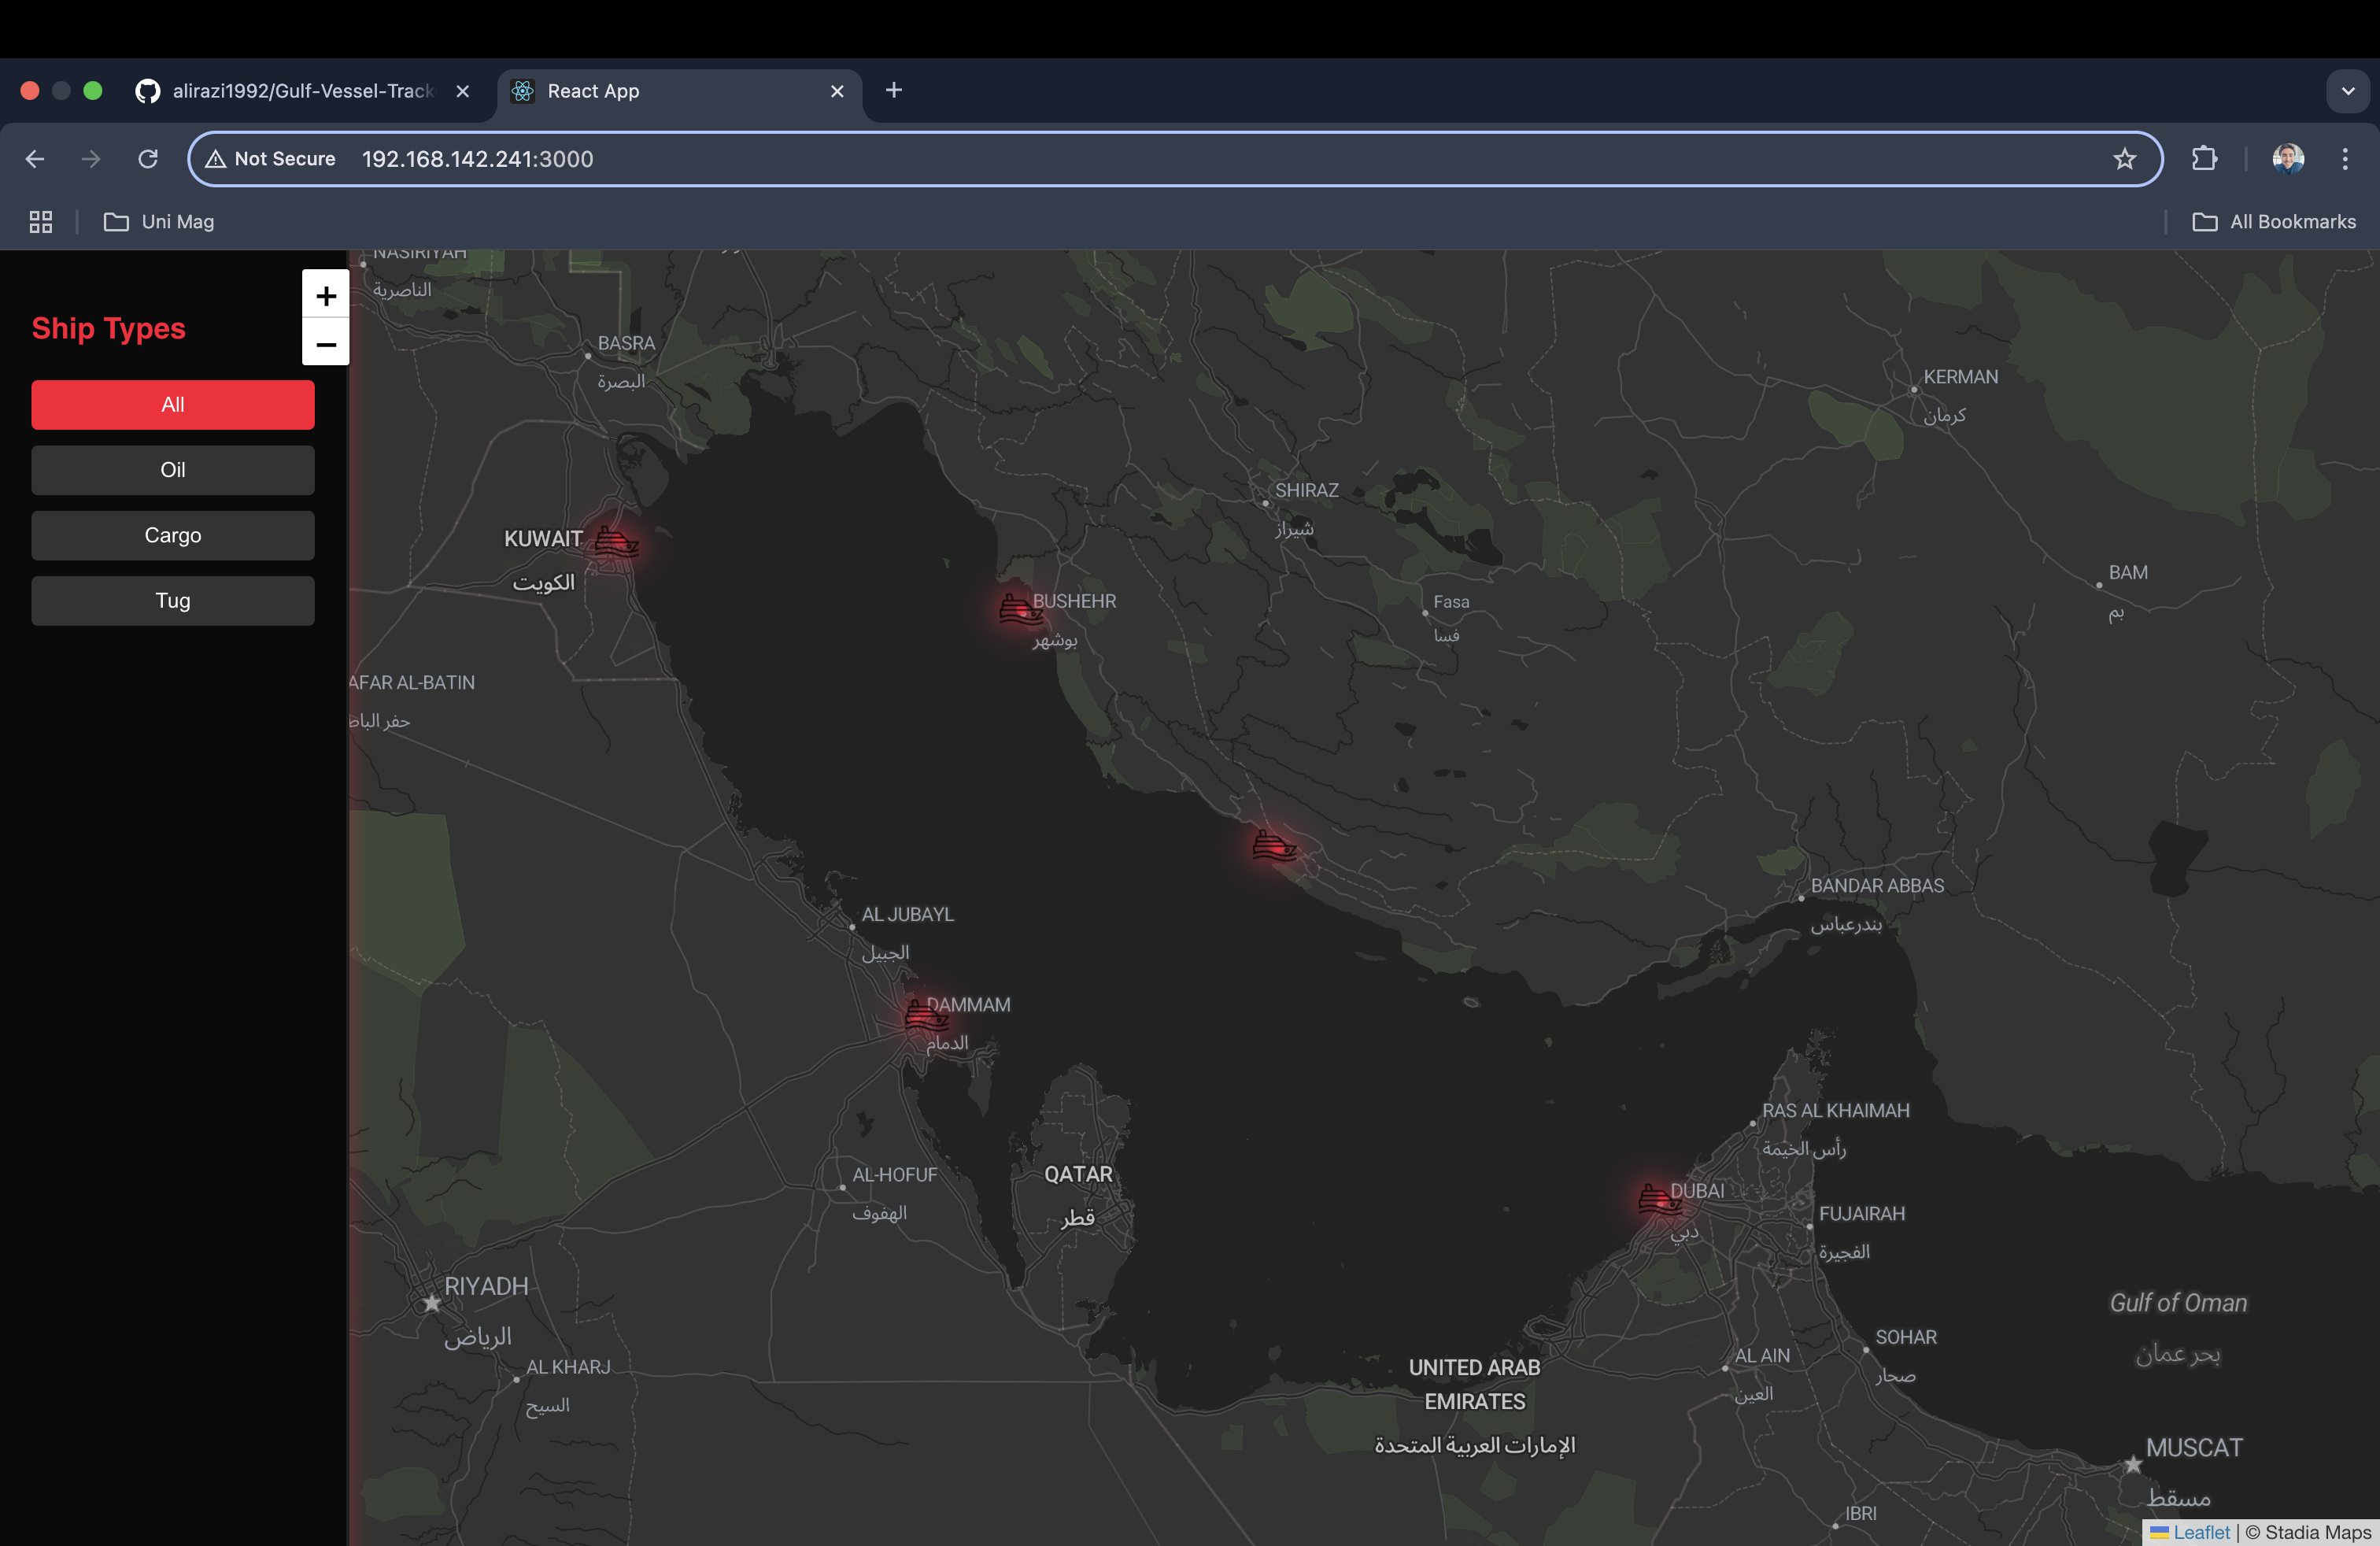 alirazi1992/Gulf-Vessel-Track
React App
Not Secure
192.168.142.241:3000
Uni Mag
All Bookmarks
Ship Types
All
Oil
Cargo
Tug
+
−
NASIRIYAH
الناصرية
BASRA
البصرة
KERMAN
کرمان
SHIRAZ
شیراز
KUWAIT
الكويت
BUSHEHR
بوشهر
Fasa
فسا
BAM
بم
AFAR AL-BATIN
حفر الباط
BANDAR ABBAS
بندرعباس
AL JUBAYL
الجبيل
DAMMAM
الدمام
RAS AL KHAIMAH
رأس الخيمة
AL-HOFUF
الهفوف
QATAR
قطر
DUBAI
دبي
FUJAIRAH
الفجيرة
RIYADH
الرياض
Gulf of Oman
بحر عمان
SOHAR
صحار
AL AIN
العين
AL KHARJ
السيح
UNITED ARAB
EMIRATES
الإمارات العربية المتحدة
MUSCAT
مسقط
IBRI
Leaflet | © Stadia Maps